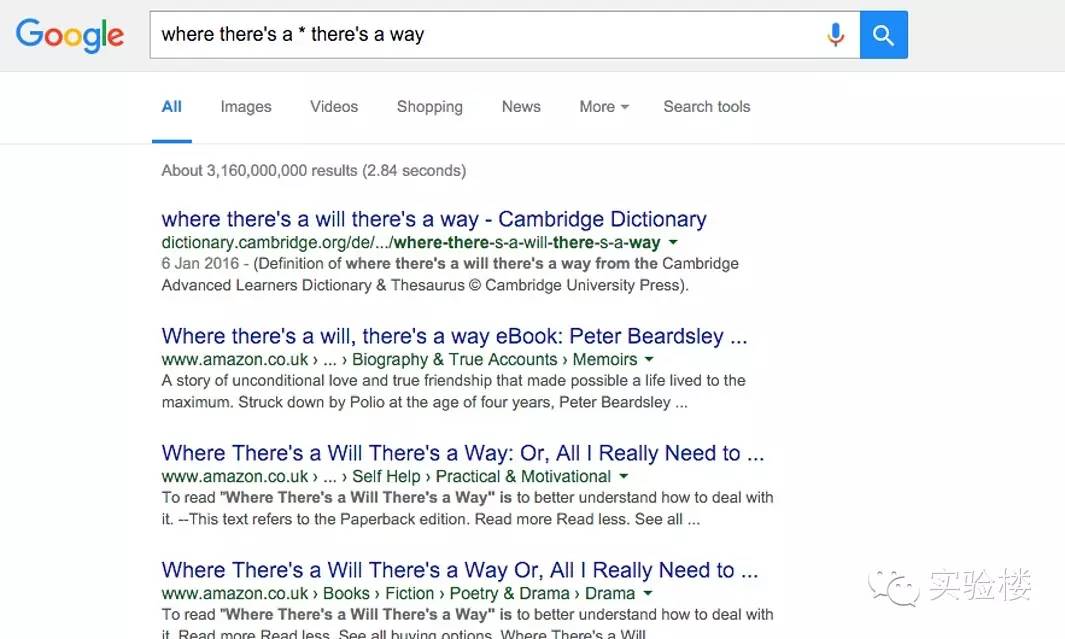 Google
where there's a * there's a way
All Images Videos Shopping News More Search tools
About 3,160,000,000 results (2.84 seconds)
where there's a will there's a way - Cambridge Dictionary
dictionary.cambridge.org/de/.../where-there-s-a-will-there-s-a-way
6 Jan 2016 - (Definition of where there's a will there's a way from the Cambridge
Advanced Learners Dictionary & Thesaurus © Cambridge University Press).
Where there's a will, there's a way eBook: Peter Beardsley ...
www.amazon.co.uk › ... › Biography & True Accounts › Memoirs
A story of unconditional love and true friendship that made possible a life lived to the
maximum. Struck down by Polio at the age of four years, Peter Beardsley ...
Where There's a Will There's a Way: Or, All I Really Need to ...
www.amazon.co.uk › ... › Self Help › Practical & Motivational
To read "Where There's a Will There's a Way" is to better understand how to deal with
it. --This text refers to the Paperback edition. Read more Read less. See all ...
Where There's a Will There's a Way Or, All I Really Need to ...
www.amazon.co.uk › Books › Fiction › Poetry & Drama › Drama
To read "Where There's a Will There's a Way" is to better understand how to deal with
it. Read more Read less. See all buying options. Where There's a Will
实验楼